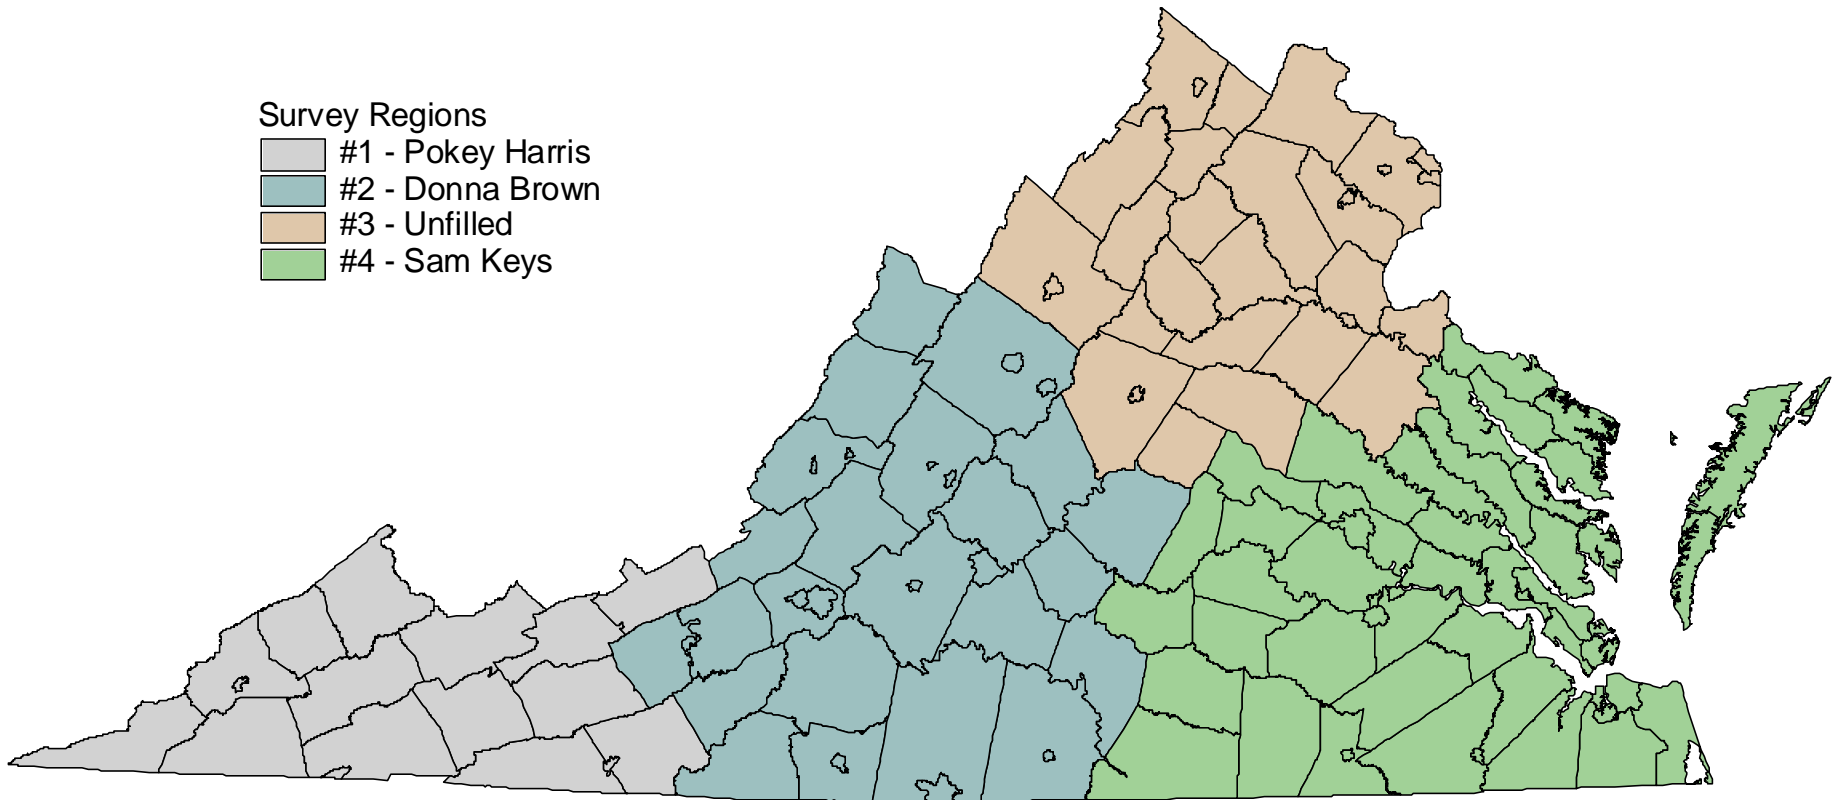 Survey Regions
#1 - Pokey Harris
#2 - Donna Brown
#3 - Unfilled
#4 - Sam Keys